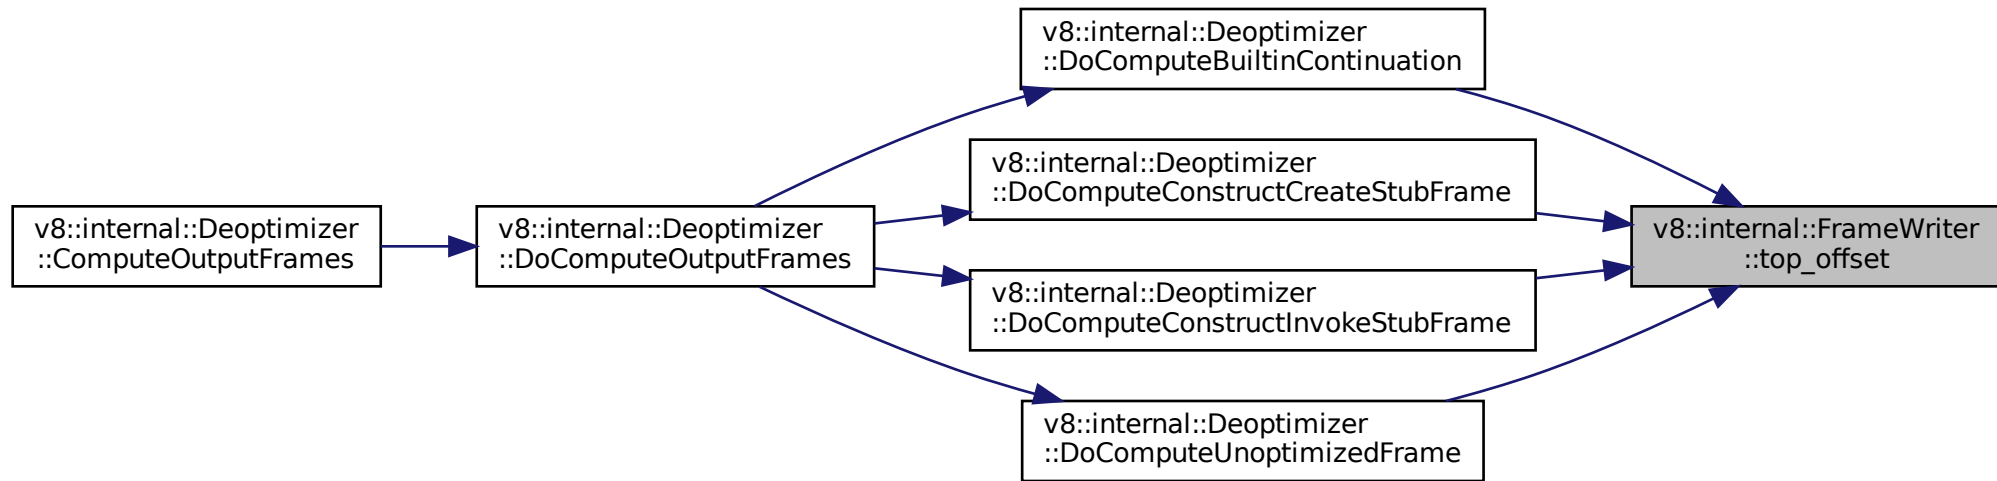 v8::internal::Deoptimizer
::ComputeOutputFrames
v8::internal::Deoptimizer
::DoComputeOutputFrames
v8::internal::Deoptimizer
::DoComputeBuiltinContinuation
v8::internal::Deoptimizer
::DoComputeConstructCreateStubFrame
v8::internal::Deoptimizer
::DoComputeConstructInvokeStubFrame
v8::internal::Deoptimizer
::DoComputeUnoptimizedFrame
v8::internal::FrameWriter
::top_offset